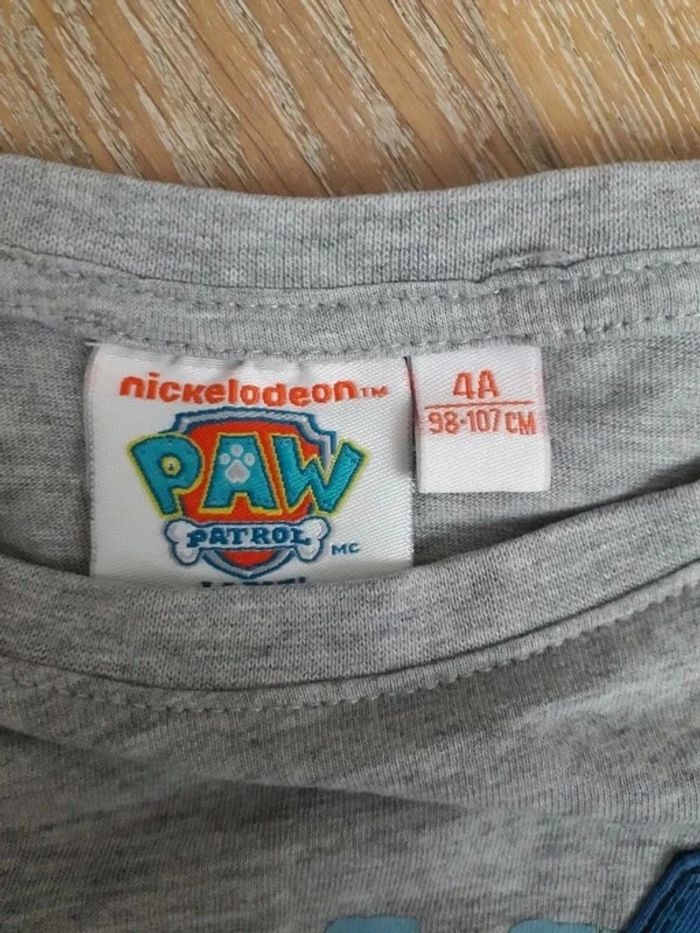 nickelodeon™
PAW
PATROL
MC
4A
98-107 CM